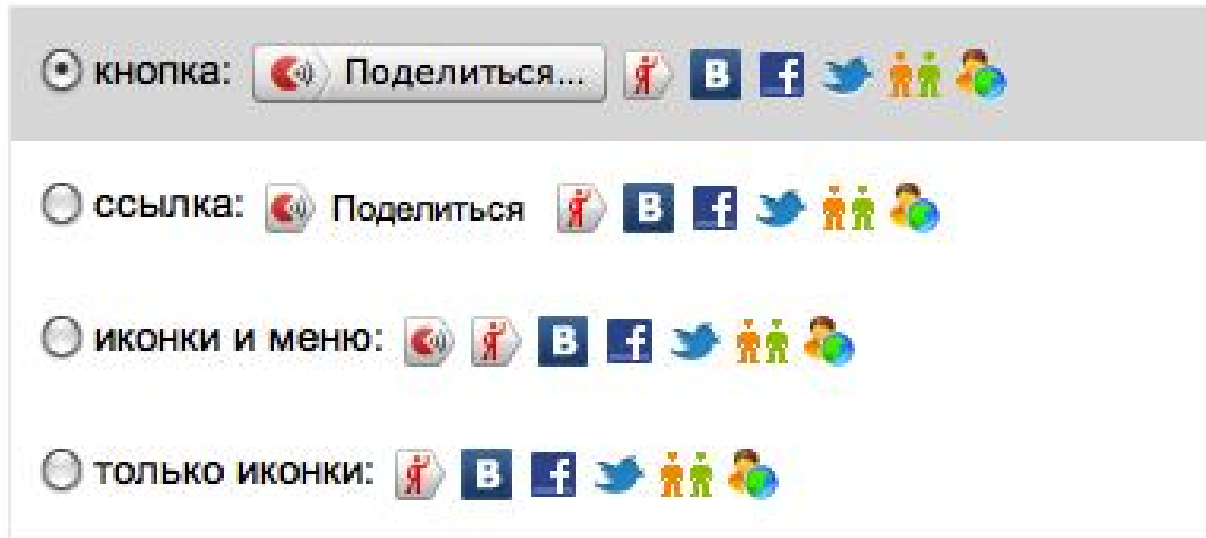 кнопка: Поделиться... Я B f
ссылка: Поделиться Я B f
иконки и меню: Я B f
только иконки: Я B f